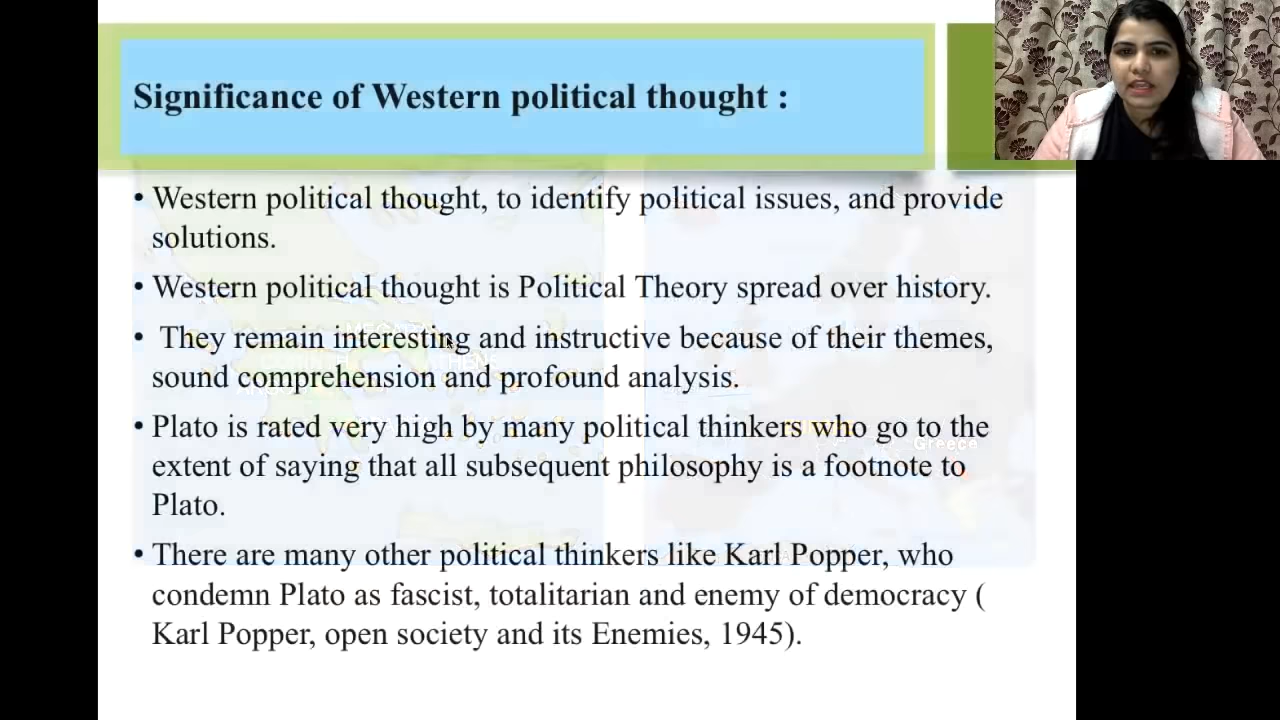 Significance of Western political thought :
• Western political thought, to identify political issues, and provide
solutions.
• Western political thought is Political Theory spread over history.
• They remain interesting and instructive because of their themes,
sound comprehension and profound analysis.
• Plato is rated very high by many political thinkers who go to the
extent of saying that all subsequent philosophy is a footnote to
Plato.
• There are many other political thinkers like Karl Popper, who
condemn Plato as fascist, totalitarian and enemy of democracy (
Karl Popper, open society and its Enemies, 1945).
Greece